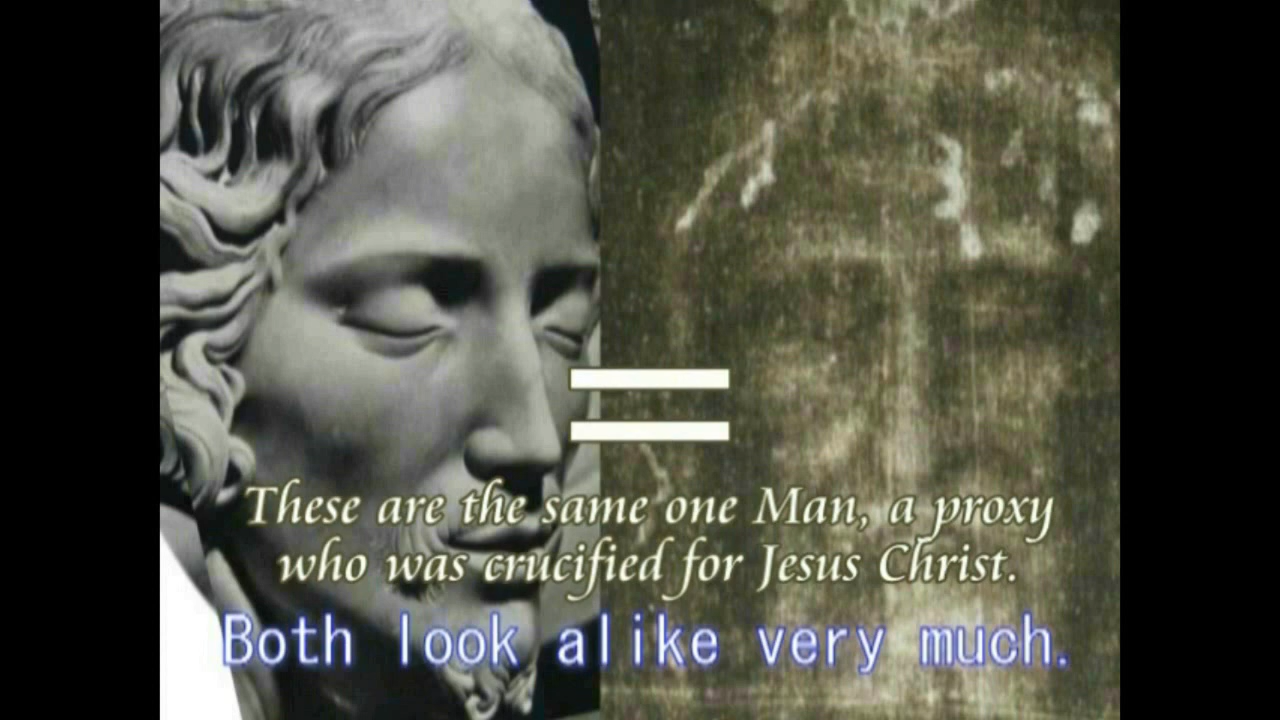 These are the same one Man, a proxy
who was crucified for Jesus Christ.
Both look alike very much.